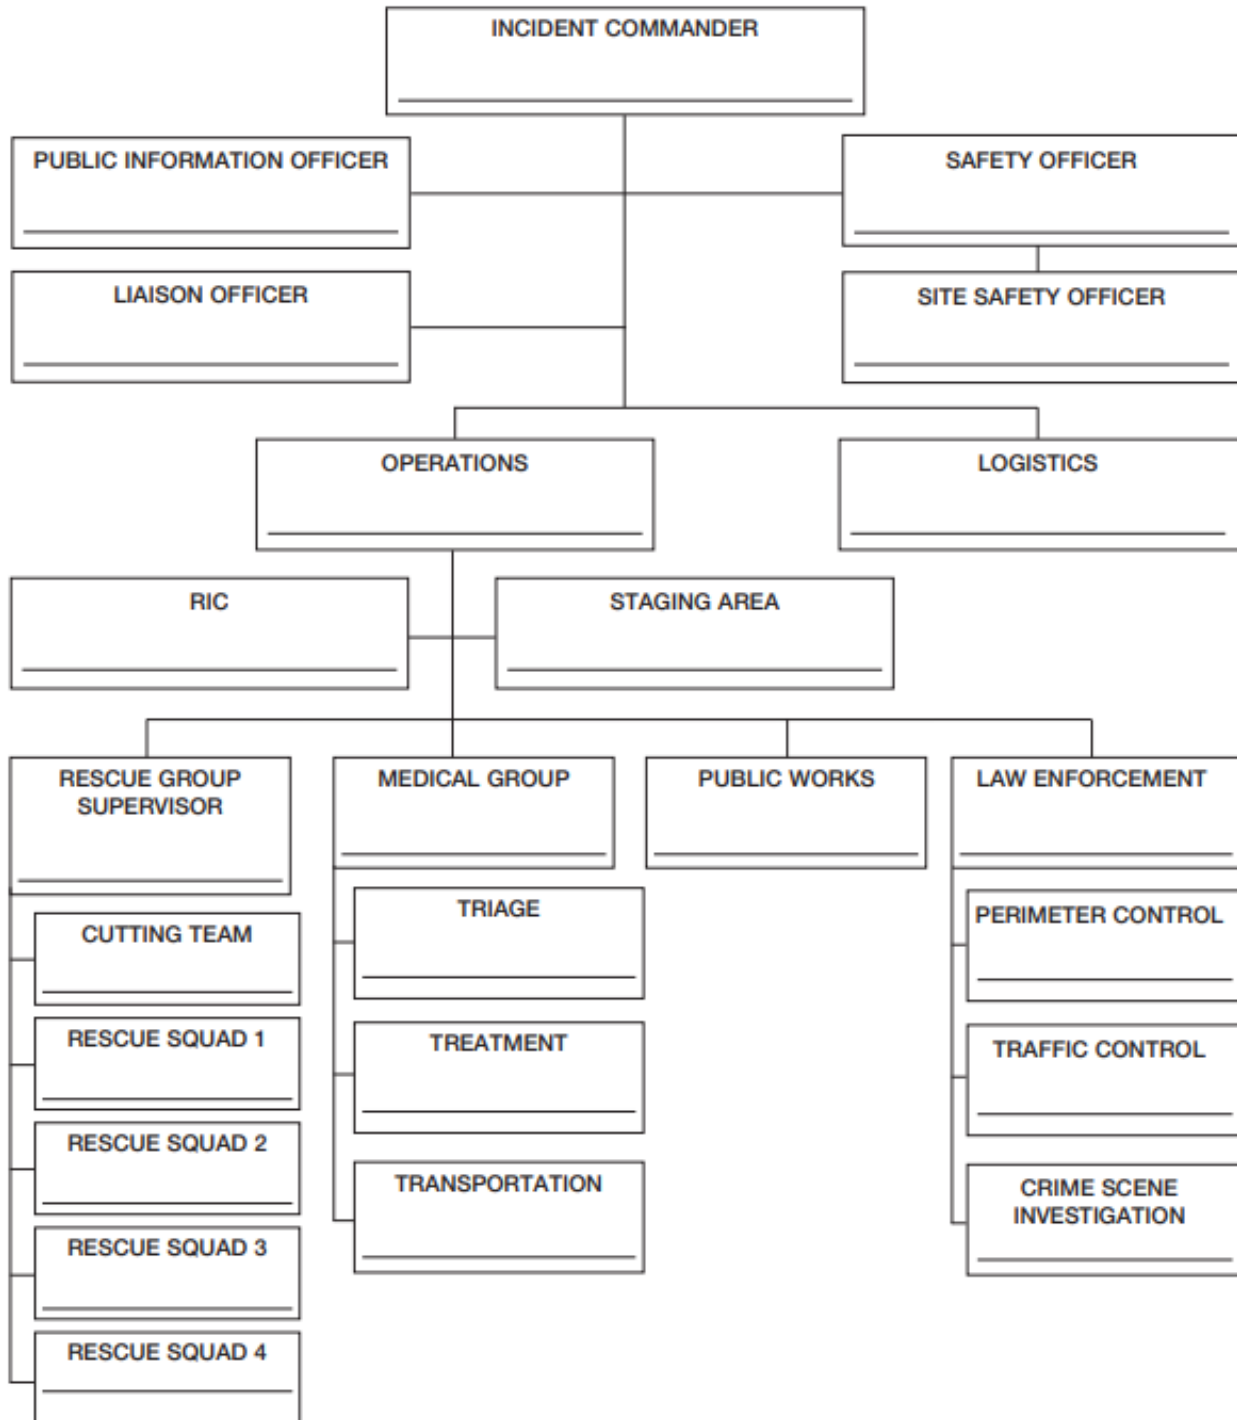 INCIDENT COMMANDER
PUBLIC INFORMATION OFFICER
SAFETY OFFICER
LIAISON OFFICER
SITE SAFETY OFFICER
OPERATIONS
LOGISTICS
RIC
STAGING AREA
RESCUE GROUP
SUPERVISOR
MEDICAL GROUP
PUBLIC WORKS
LAW ENFORCEMENT
CUTTING TEAM
RESCUE SQUAD 1
RESCUE SQUAD 2
RESCUE SQUAD 3
RESCUE SQUAD 4
TRIAGE
TREATMENT
TRANSPORTATION
PERIMETER CONTROL
TRAFFIC CONTROL
CRIME SCENE
INVESTIGATION